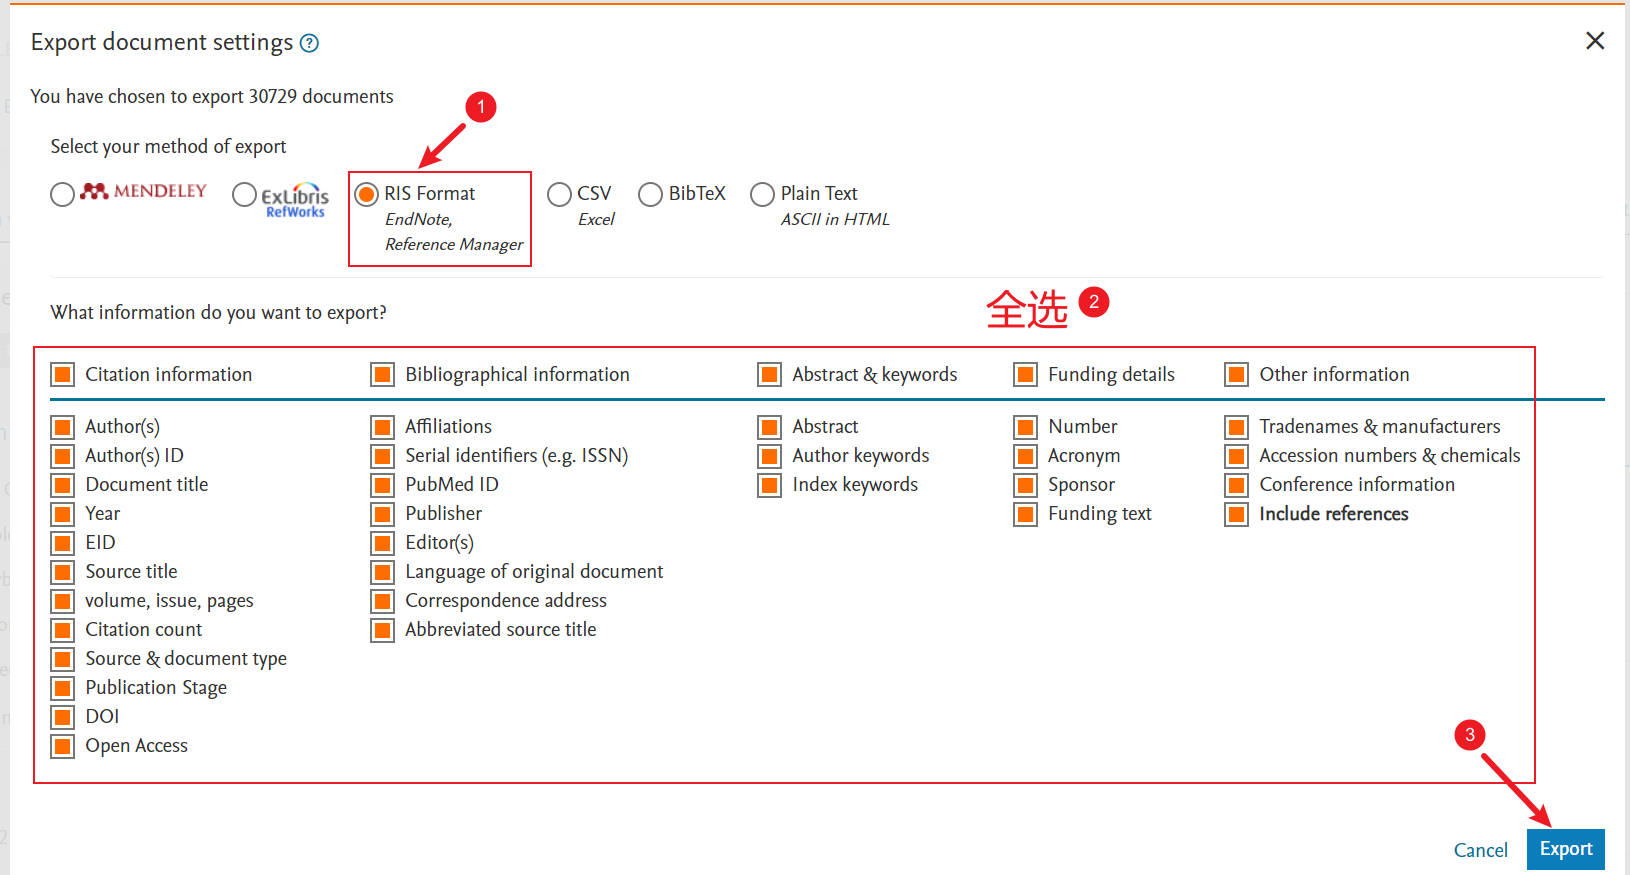 Export document settings ?
You have chosen to export 30729 documents
1
Select your method of export
MENDELEY
ExLibris
RefWorks
RIS Format
EndNote,
Reference Manager
CSV
Excel
BibTeX
Plain Text
ASCII in HTML
全选 2
What information do you want to export?
Citation information
Author(s)
Author(s) ID
Document title
Year
EID
Source title
volume, issue, pages
Citation count
Source & document type
Publication Stage
DOI
Open Access
Bibliographical information
Affiliations
Serial identifiers (e.g. ISSN)
PubMed ID
Publisher
Editor(s)
Language of original document
Correspondence address
Abbreviated source title
Abstract & keywords
Abstract
Author keywords
Index keywords
Funding details
Number
Acronym
Sponsor
Funding text
Other information
Tradenames & manufacturers
Accession numbers & chemicals
Conference information
Include references
3
Cancel
Export